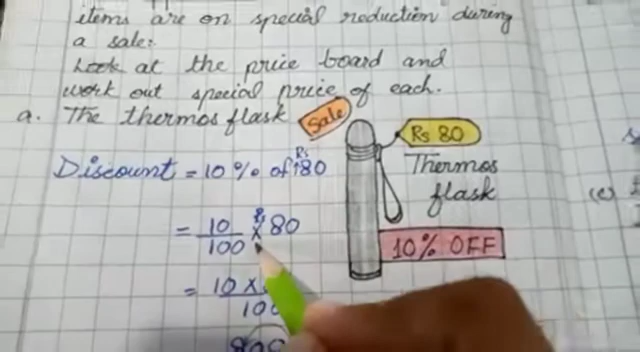 items are on special reduction during
a sale:
Look at the price board and
work out special price of each.
a. The thermos flask
Sale
Rs 80
Discount = 10% of Rs 80
Thermos
flask
= 10/100 × 80
10% OFF
(c)
= 10 ×
10
800